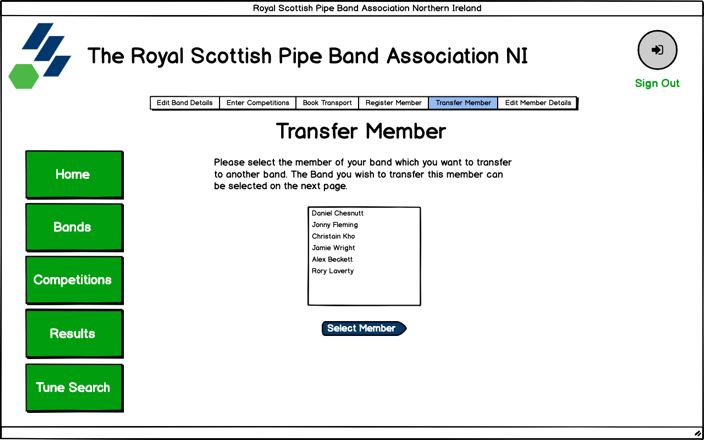 Royal Scottish Pipe Band Association Northern Ireland
The Royal Scottish Pipe Band Association NI
Sign Out
Edit Band Details Enter Competitions Book Transport Register Member Transfer Member Edit Member Details
Transfer Member
Please select the member of your band which you want to transfer
to another band. The Band you wish to transfer this member can
be selected on the next page.
Home
Bands
Competitions
Results
Tune Search
Daniel Chesnutt
Jonny Fleming
Christain Kho
Jamie Wright
Alex Beckett
Rory Laverty
Select Member